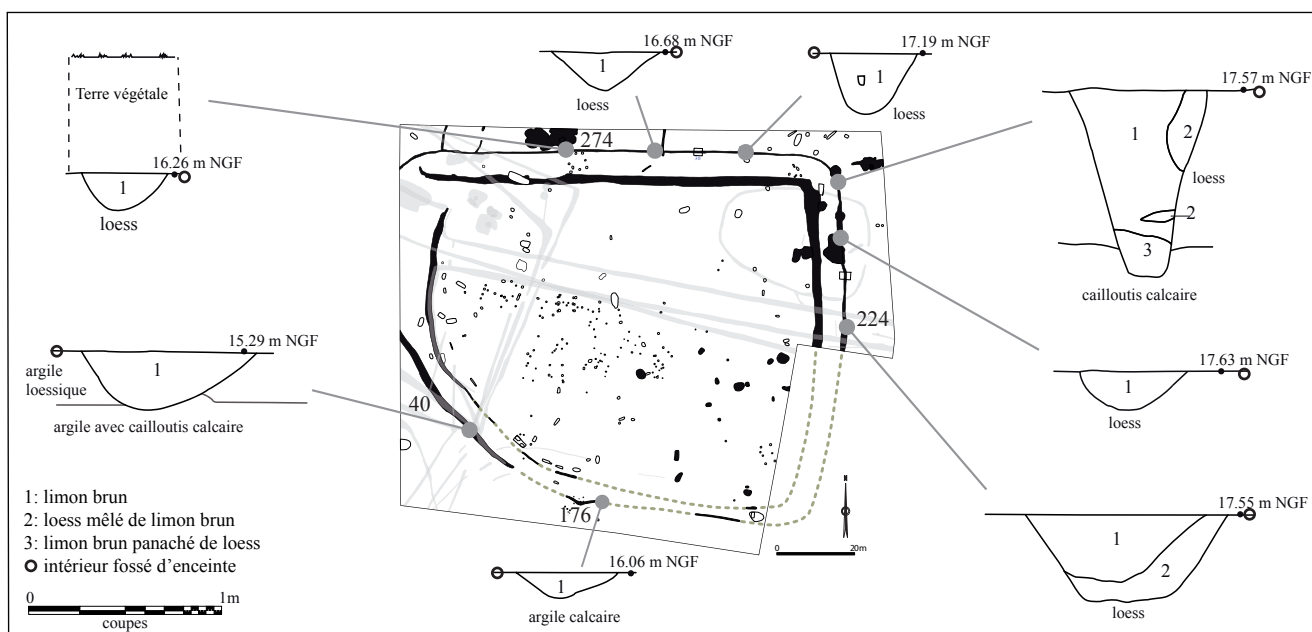 16.68 m NGF
1
loess
17.19 m NGF
1
loess
17.57 m NGF
1
2
loess
2
3
cailloutis calcaire
Terre végétale
16.26 m NGF
1
loess
274
224
40
176
20m
15.29 m NGF
1
argile
loessique
argile avec cailloutis calcaire
17.63 m NGF
1
loess
17.55 m NGF
1
2
loess
16.06 m NGF
1
argile calcaire
1: limon brun
2: loess mêlé de limon brun
3: limon brun panaché de loess
intérieur fossé d'enceinte
0 1m
coupes